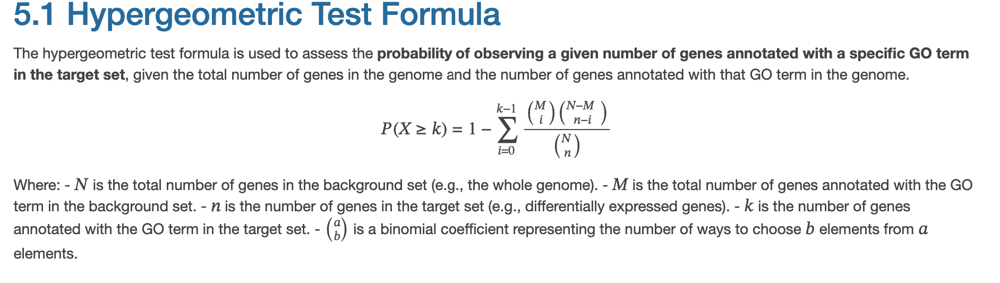 5.1 Hypergeometric Test Formula
The hypergeometric test formula is used to assess the probability of observing a given number of genes annotated with a specific GO term
in the target set, given the total number of genes in the genome and the number of genes annotated with that GO term in the genome.
P(X ≥ k) = 1 − \sum_{i=0}^{k−1} \frac{\binom{M}{i}\binom{N−M}{n−i}}{\binom{N}{n}}
Where: - N is the total number of genes in the background set (e.g., the whole genome). - M is the total number of genes annotated with the GO
term in the background set. - n is the number of genes in the target set (e.g., differentially expressed genes). - k is the number of genes
annotated with the GO term in the target set. - \binom{a}{b} is a binomial coefficient representing the number of ways to choose b elements from a
elements.